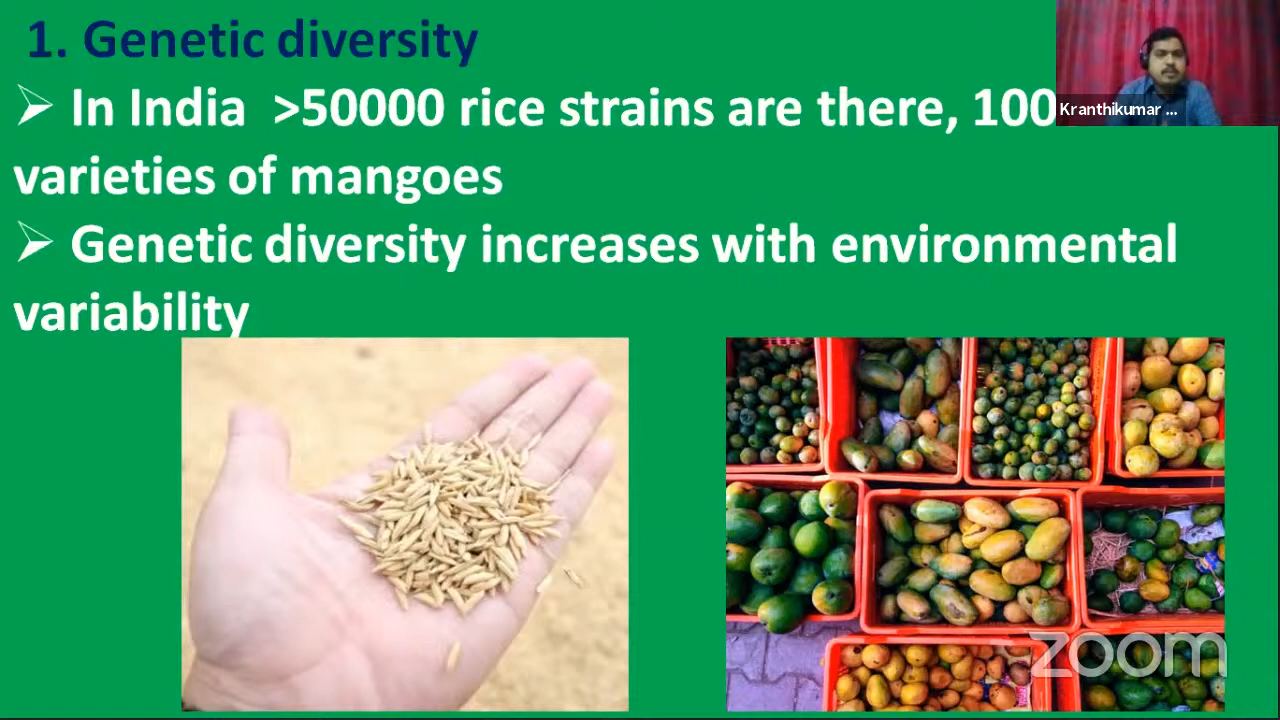 1. Genetic diversity
➢ In India >50000 rice strains are there, 100
varieties of mangoes
➢ Genetic diversity increases with environmental
variability
Kranthikumar ...
zoom